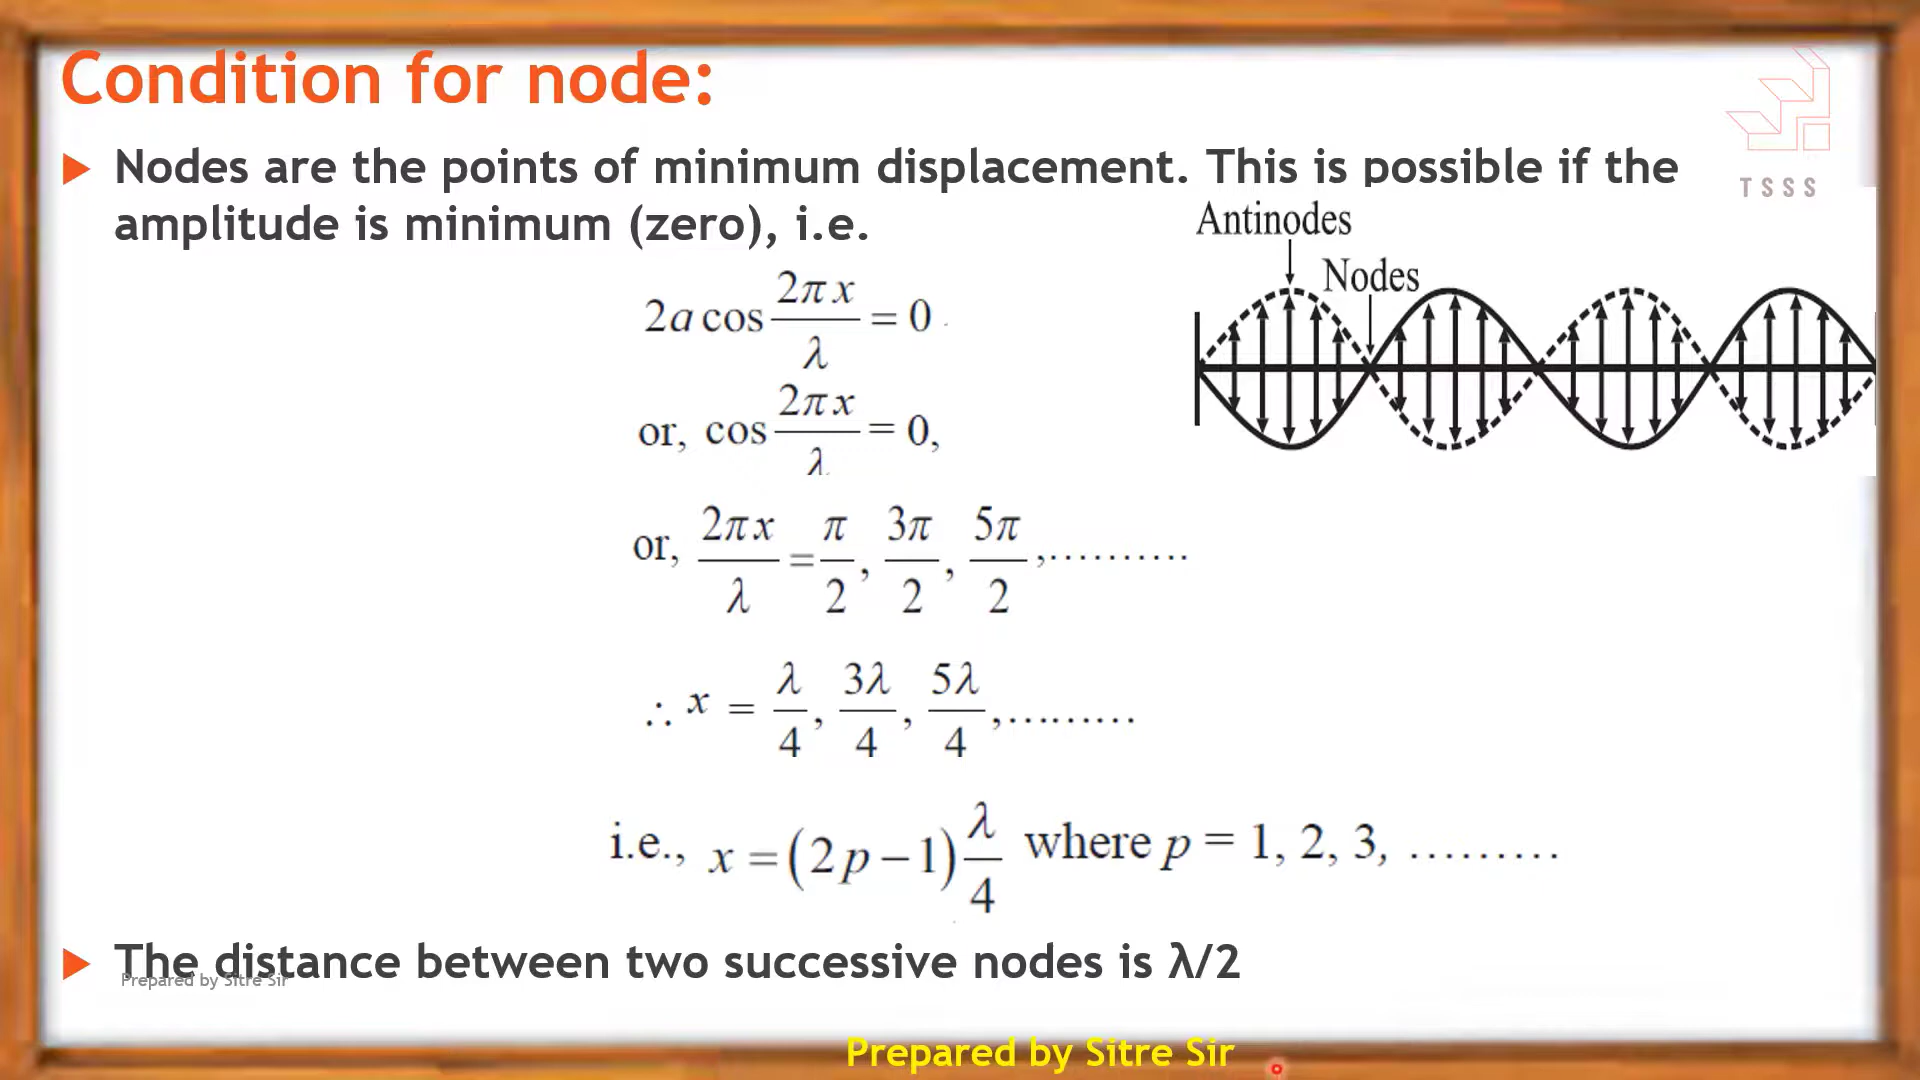 Condition for node:
Nodes are the points of minimum displacement. This is possible if the
amplitude is minimum (zero), i.e.
TSSS
Antinodes
Nodes
2a cos 2πx/λ = 0
or, cos 2πx/λ = 0,
or, 2πx/λ = π/2, 3π/2, 5π/2,..........
∴ x = λ/4, 3λ/4, 5λ/4,.........
i.e., x = (2p−1) λ/4 where p = 1, 2, 3, .........
The distance between two successive nodes is λ/2
Prepared by Sitre Sir
Prepared by Sitre Sir